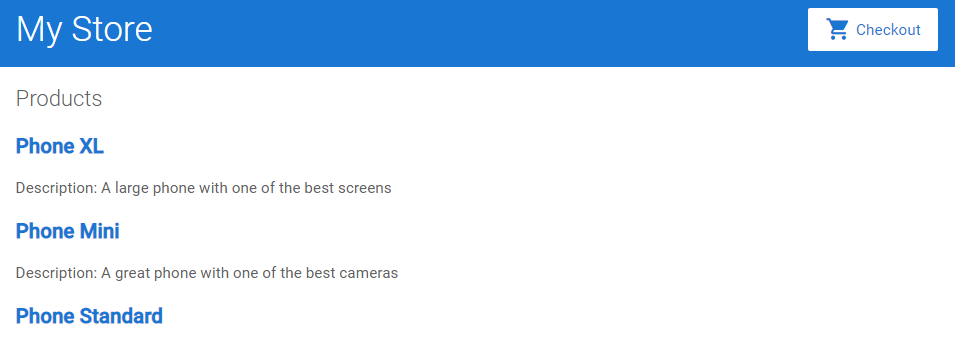 My Store
Checkout
Products
Phone XL
Description: A large phone with one of the best screens
Phone Mini
Description: A great phone with one of the best cameras
Phone Standard